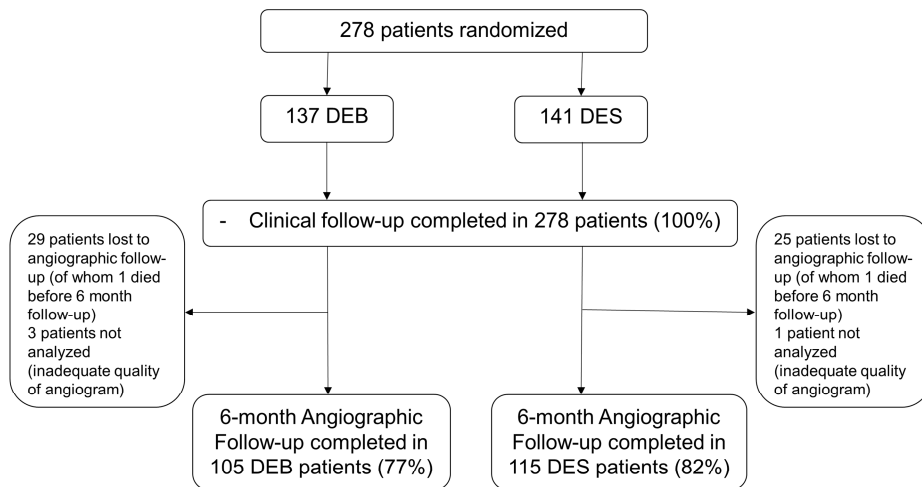 278 patients randomized
137 DEB
141 DES
- Clinical follow-up completed in 278 patients (100%)
29 patients lost to
angiographic follow-
up (of whom 1 died
before 6 month
follow-up)
3 patients not
analyzed
(inadequate quality
of angiogram)
25 patients lost to
angiographic follow-
up (of whom 1 died
before 6 month
follow-up)
1 patient not
analyzed
(inadequate quality
of angiogram)
6-month Angiographic
Follow-up completed in
105 DEB patients (77%)
6-month Angiographic
Follow-up completed in
115 DES patients (82%)